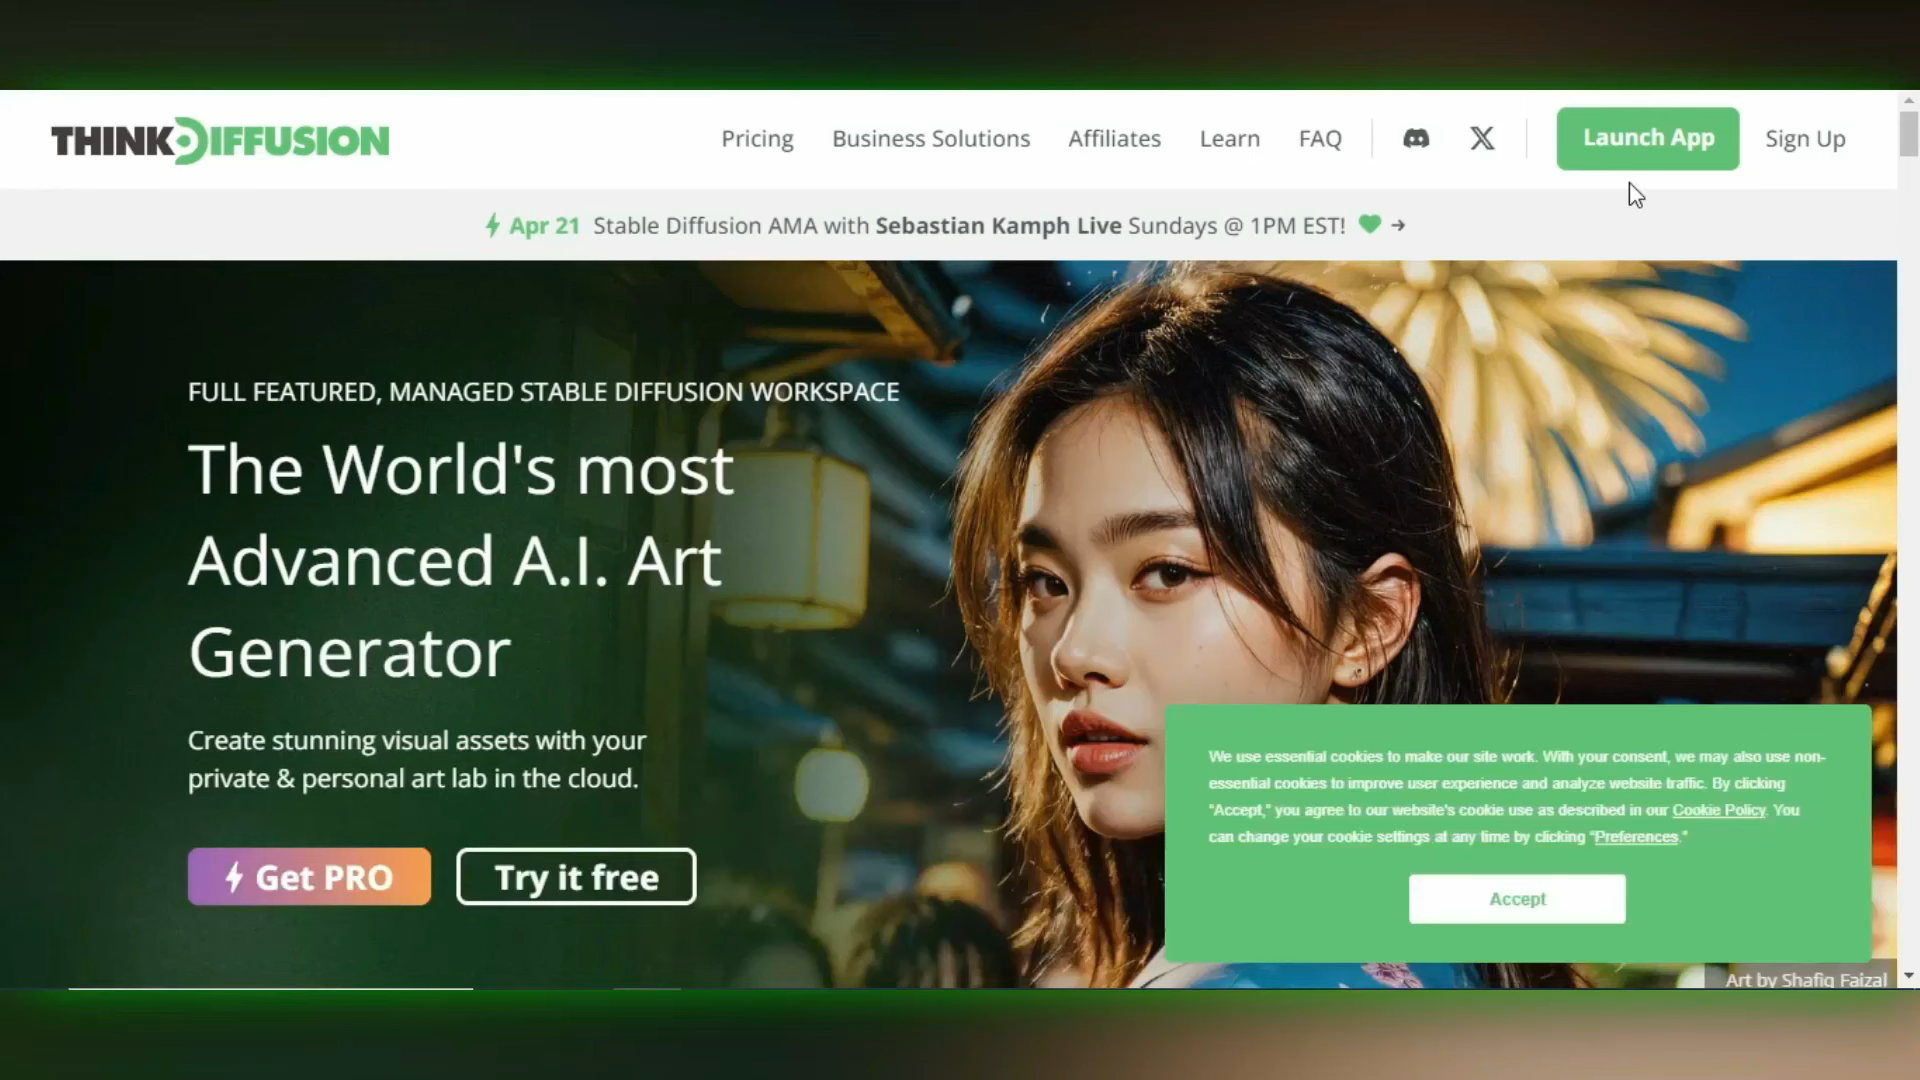 THINKDIFFUSION
Pricing Business Solutions Affiliates Learn FAQ Launch App Sign Up
Apr 21 Stable Diffusion AMA with Sebastian Kamph Live Sundays @ 1PM EST! →
FULL FEATURED, MANAGED STABLE DIFFUSION WORKSPACE
The World's most
Advanced A.I. Art
Generator
Create stunning visual assets with your
private & personal art lab in the cloud.
Get PRO Try it free
We use essential cookies to make our site work. With your consent, we may also use non-
essential cookies to improve user experience and analyze website traffic. By clicking
“Accept,” you agree to our website's cookie use as described in our Cookie Policy. You
can change your cookie settings at any time by clicking “Preferences.”
Accept
Art by Shafiq Faizal